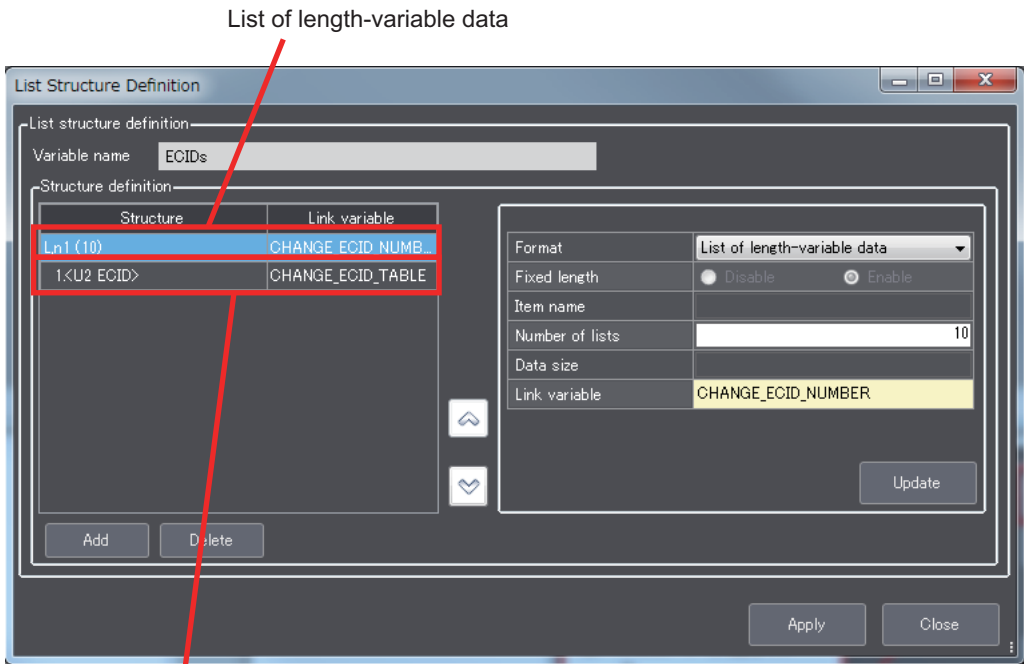 List of length-variable data
List Structure Definition
List structure definition
Variable name ECIDs
Structure definition
Structure Link variable
Ln1 (10) CHANGE_ECID_NUMB...
1<U2 ECID> CHANGE_ECID_TABLE
Format List of length-variable data
Fixed length Disable Enable
Item name
Number of lists 10
Data size
Link variable CHANGE_ECID_NUMBER
Update
Add Delete
Apply Close